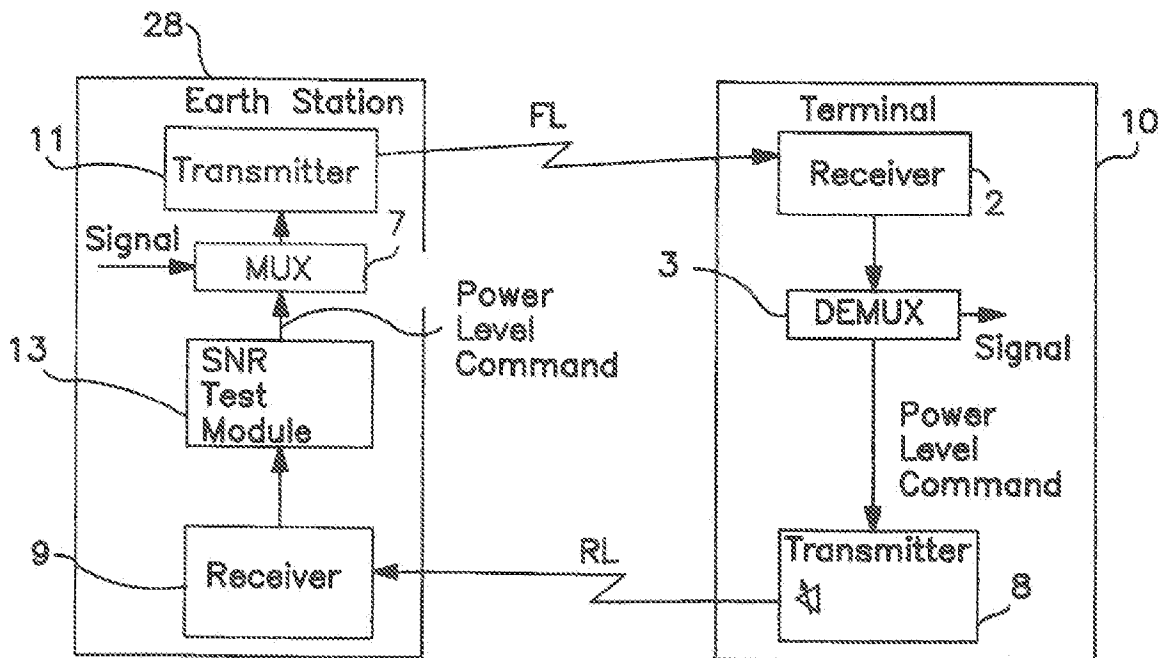 28
Earth Station
11
Transmitter
Signal
7
MUX
Power
Level
Command
13
SNR
Test
Module
9
Receiver
FL
RL
Terminal
10
Receiver
2
3
DEMUX
Signal
Power
Level
Command
Transmitter
8